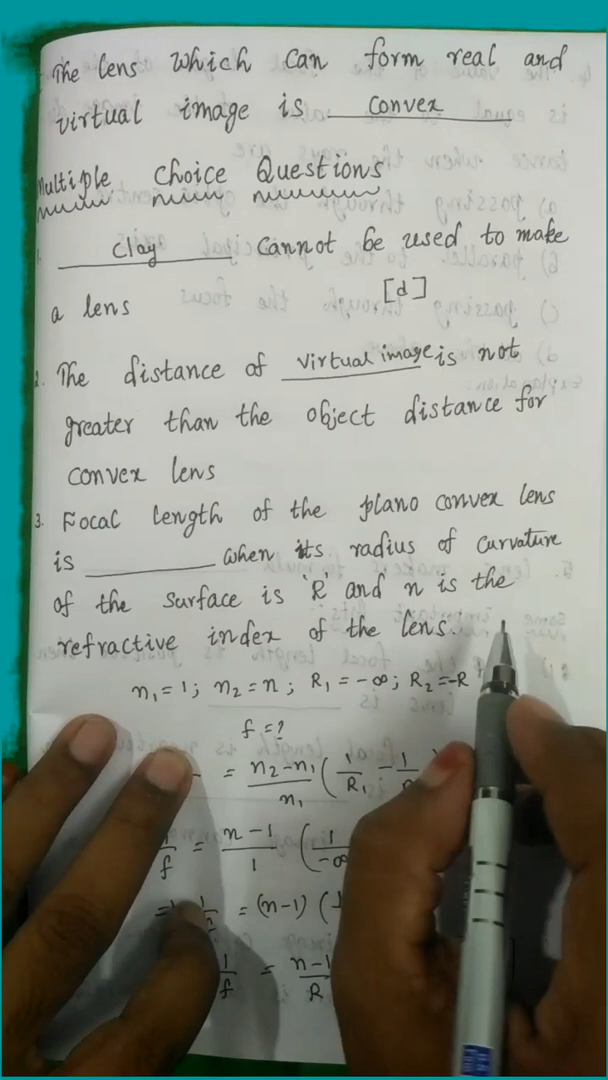 The lens which can form real and
virtual image is convex
Multiple Choice Questions
1. clay cannot be used to make
a lens [d]
2. The distance of virtual image is not
greater than the object distance for
convex lens
3. Focal length of the plano convex lens
is ________ when its radius of curvature
of the surface is 'R' and n is the
refractive index of the lens.
n₁ = 1; n₂ = n; R₁ = -∞; R₂ = -R
f = ?
= n₂-n₁/n₁ (1/R₁ - 1/
1/f = n-1/1 (1/-∞
= (n-1) (
1/f = n-1/R